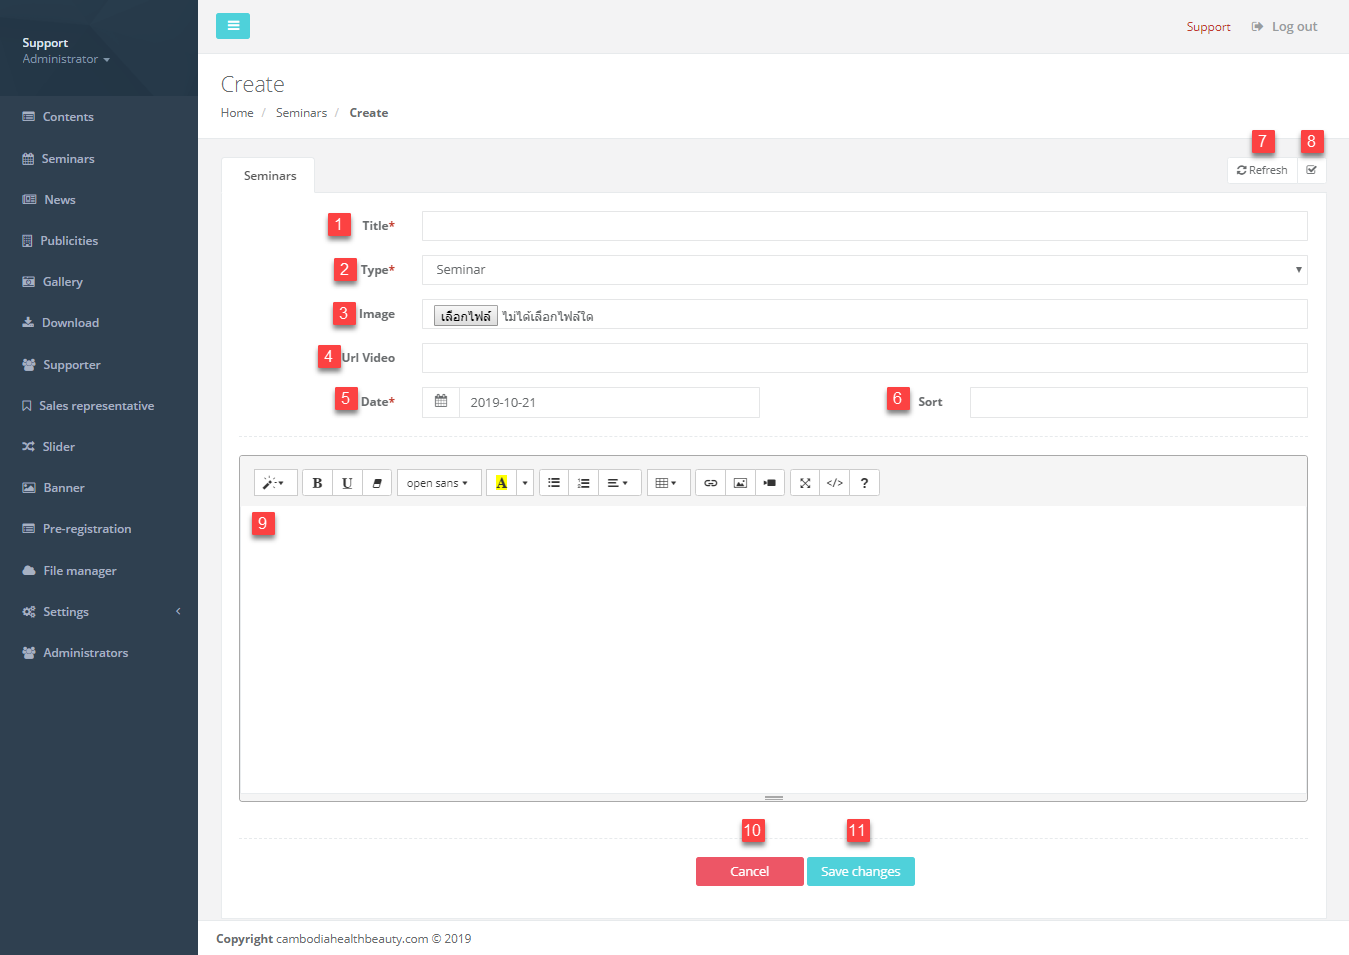 Support
Administrator
Contents
Seminars
News
Publicities
Gallery
Download
Supporter
Sales representative
Slider
Banner
Pre-registration
File manager
Settings
Administrators
Support Log out
Create
Home / Seminars / Create
7 8
Seminars
Refresh
1 Title*
2 Type* Seminar
3 Image เลือกไฟล์ ไม่ได้เลือกไฟล์ใด
4 Url Video
5 Date* 2019-10-21 6 Sort
B U open sans A </> ?
9
10 11
Cancel Save changes
Copyright cambodiahealthbeauty.com © 2019